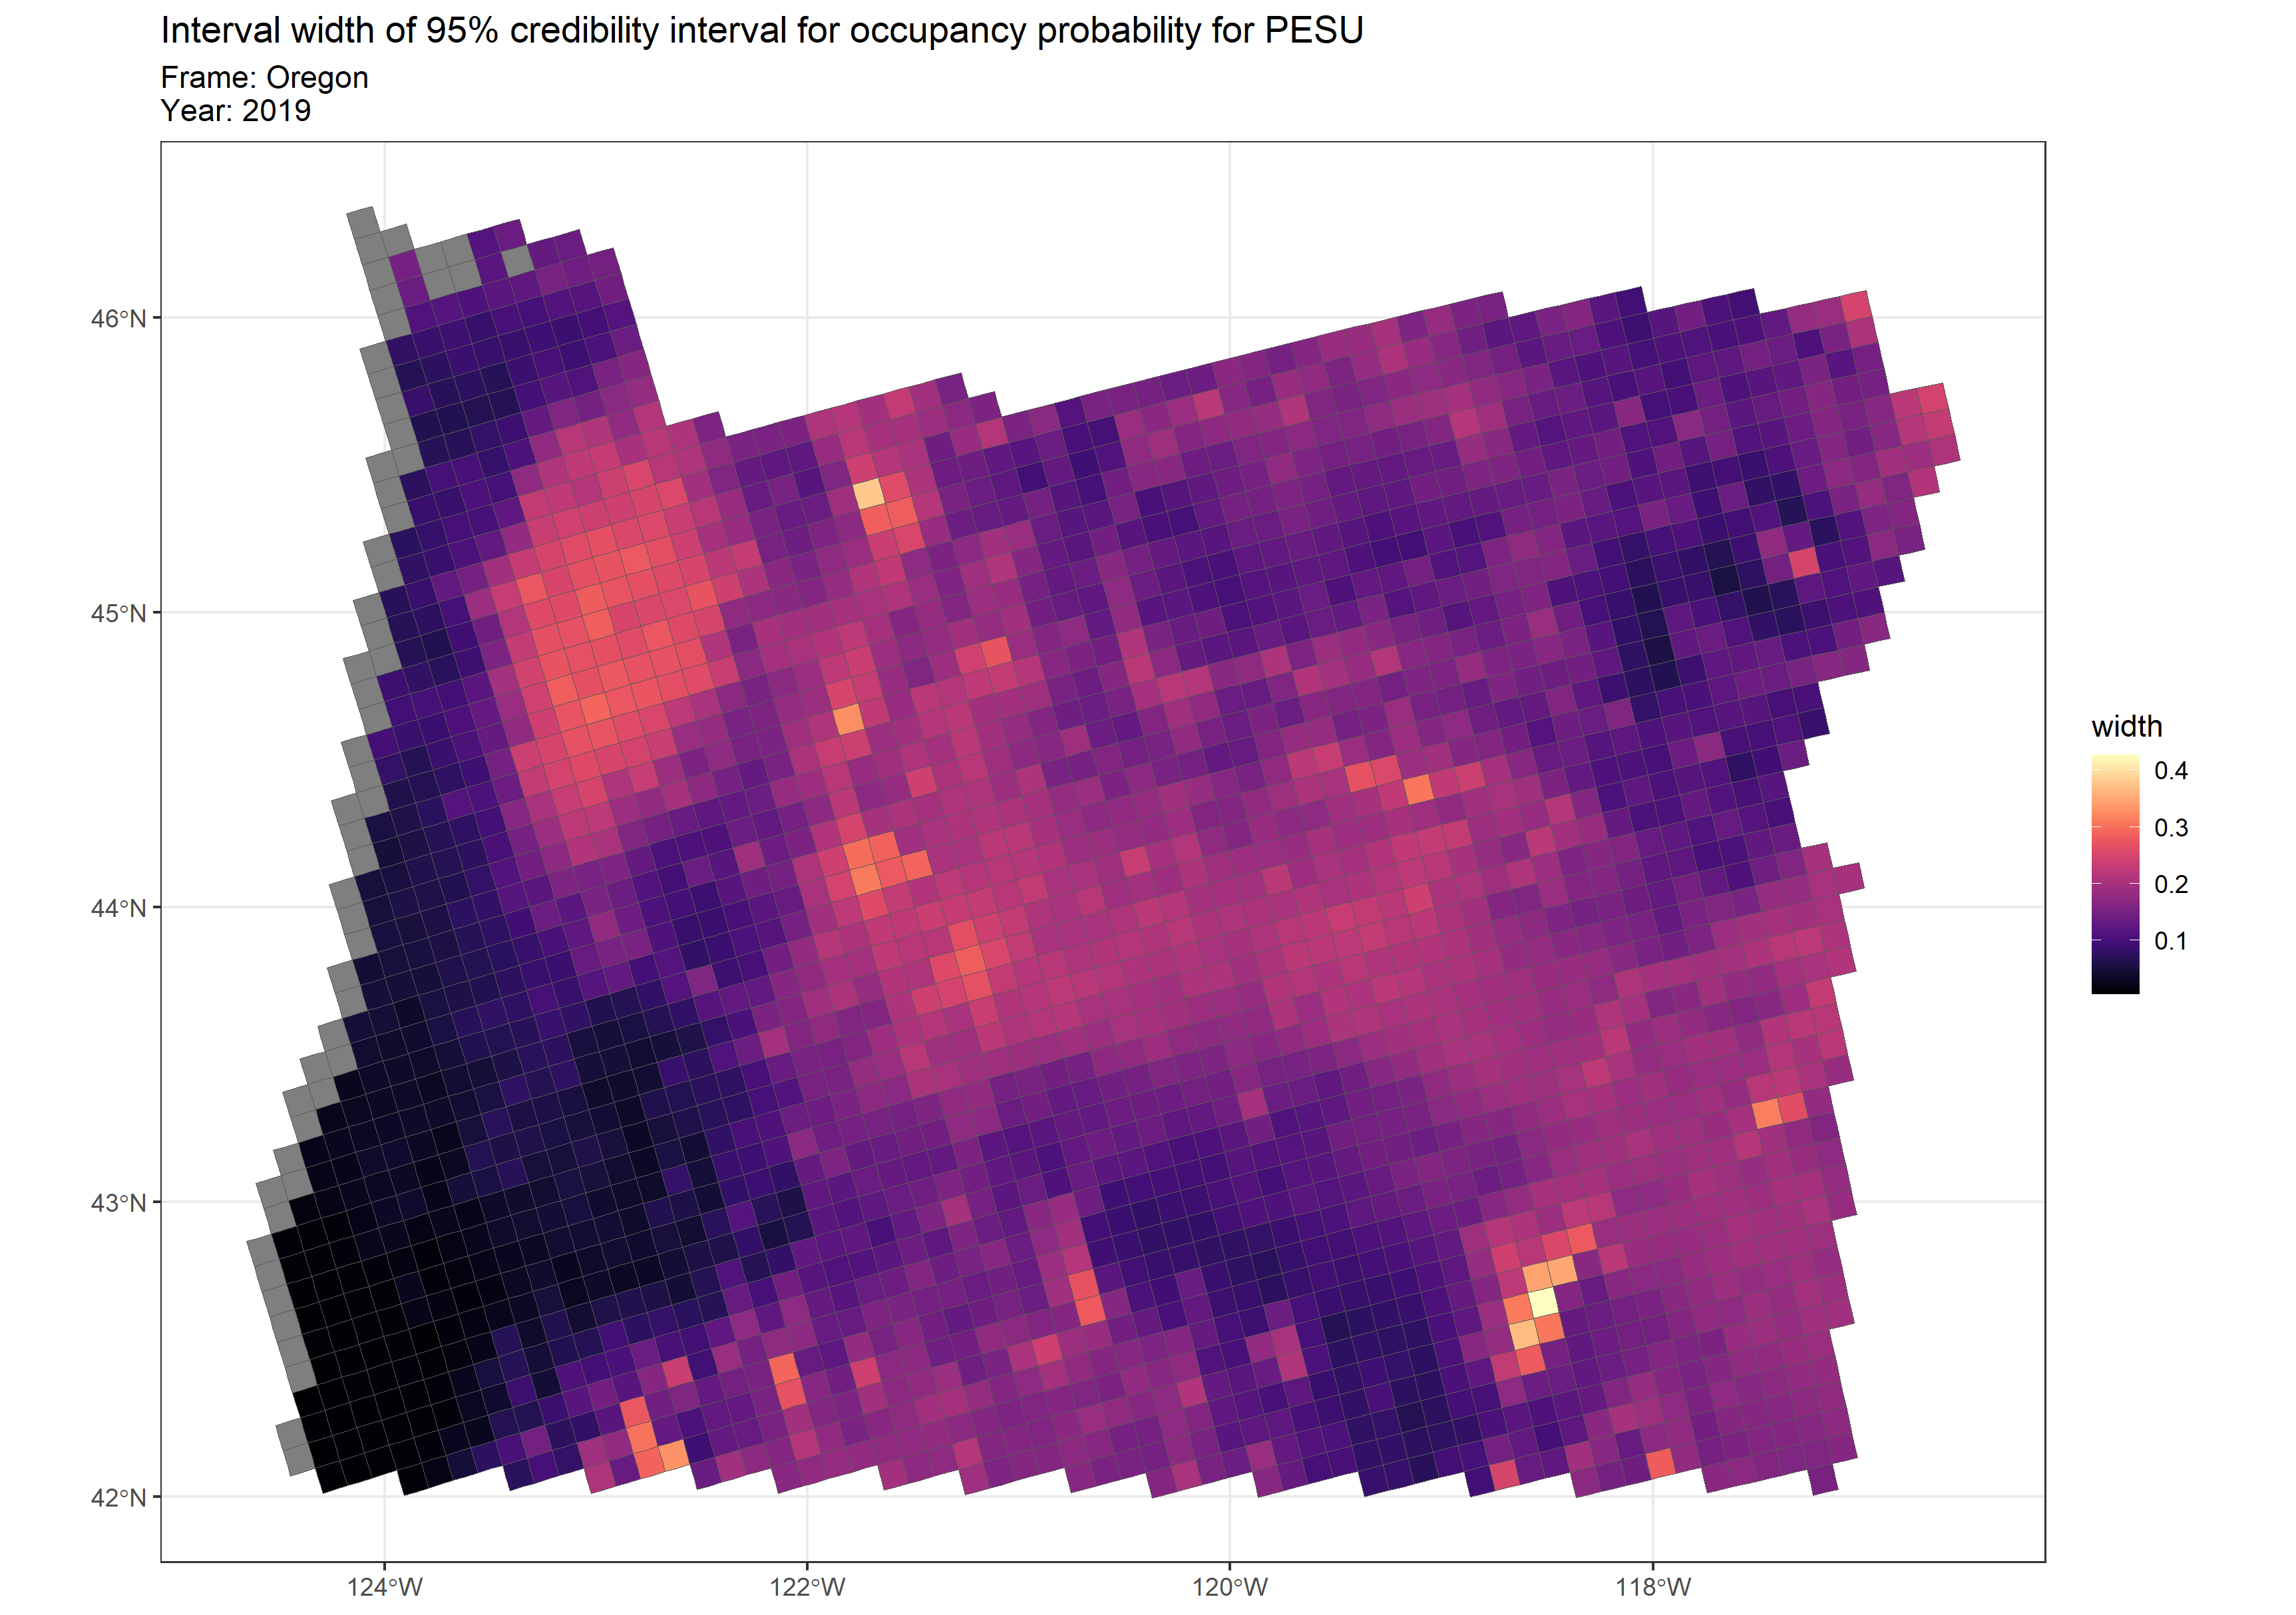 Interval width of 95% credibility interval for occupancy probability for PESU
Frame: Oregon
Year: 2019
46°N
45°N
44°N
43°N
42°N
124°W
122°W
120°W
118°W
width
0.4
0.3
0.2
0.1